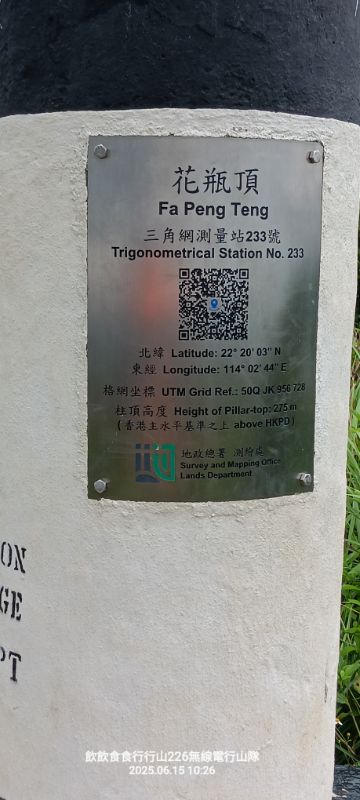 花瓶頂
Fa Peng Teng
三角網測量站233號
Trigonometrical Station No. 233
北緯 Latitude: 22° 20' 03" N
東經 Longitude: 114° 02' 44" E
格網坐標 UTM Grid Ref.: 50Q JK 956 728
柱頂高度 Height of Pillar-top: 275 m
(香港主水平基準之上 above HKPD)
地政總署 測繪處
Survey and Mapping Office
Lands Department
ON
GE
PT
飲飲食食行行山226無線電行山隊
2025.06.15 10:26